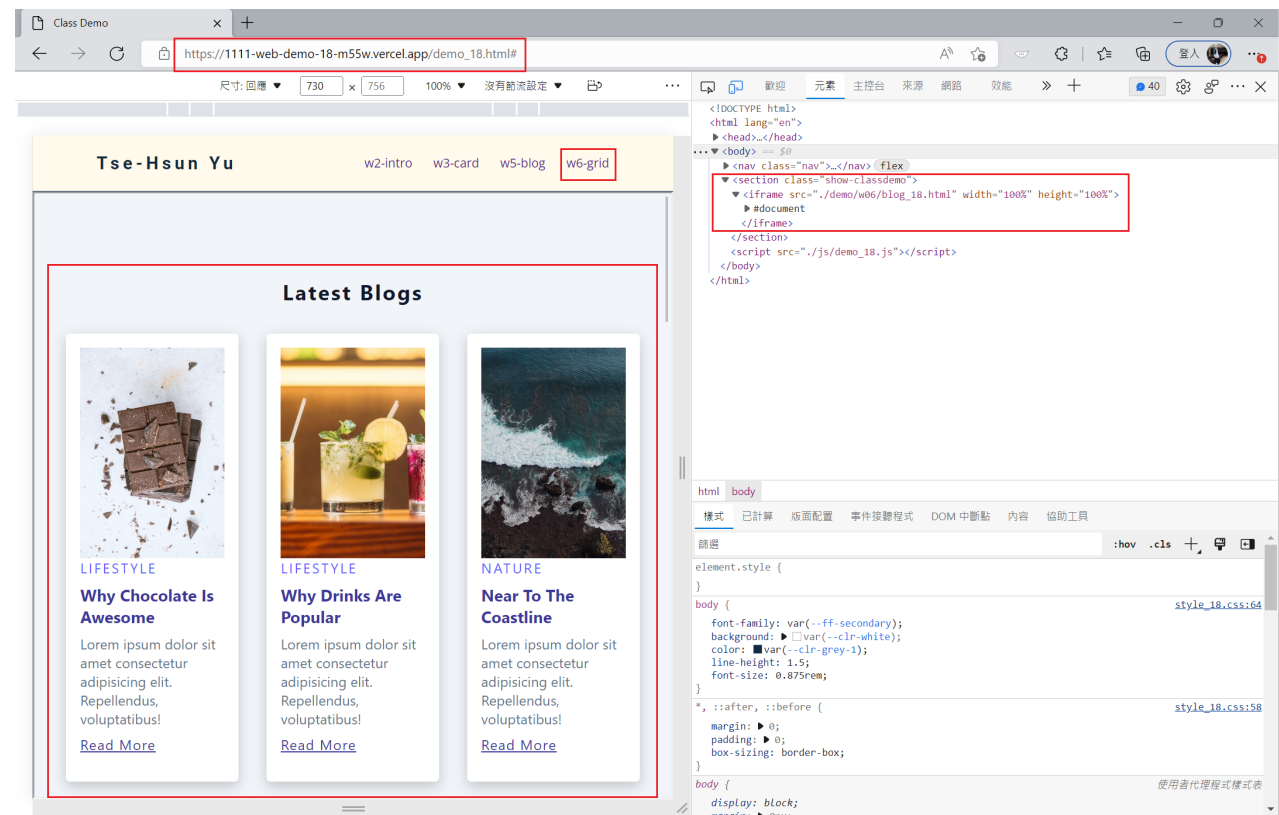 Class Demo
https://1111-web-demo-18-m55w.vercel.app/demo_18.html#
登入
尺寸: 回應 ▼ 730 x 756 100% ▼ 沒有節流設定 ▼
歡迎 元素 主控台 來源 網路 效能 40
Tse-Hsun Yu
w2-intro w3-card w5-blog w6-grid
Latest Blogs
LIFESTYLE
Why Chocolate Is
Awesome
Lorem ipsum dolor sit
amet consectetur
adipisicing elit.
Repellendus,
voluptatibus!
Read More
LIFESTYLE
Why Drinks Are
Popular
Lorem ipsum dolor sit
amet consectetur
adipisicing elit.
Repellendus,
voluptatibus!
Read More
NATURE
Near To The
Coastline
Lorem ipsum dolor sit
amet consectetur
adipisicing elit.
Repellendus,
voluptatibus!
Read More
<!DOCTYPE html>
<html lang="en">
▶<head>…</head>
···▼<body> == $0
▶<nav class="nav">…</nav> flex
▼<section class="show-classdemo">
▼<iframe src="./demo/w06/blog_18.html" width="100%" height="100%">
▶#document
</iframe>
</section>
<script src="./js/demo_18.js"></script>
</body>
</html>
html body
樣式 已計算 版面配置 事件接聽程式 DOM 中斷點 內容 協助工具
篩選 :hov .cls
element.style {
}
body { style_18.css:64
font-family: var(--ff-secondary);
background: ▶ var(--clr-white);
color: var(--clr-grey-1);
line-height: 1.5;
font-size: 0.875rem;
}
*, ::after, ::before { style_18.css:58
margin: ▶ 0;
padding: ▶ 0;
box-sizing: border-box;
}
body { 使用者代理程式樣式表
display: block;
margin: ▶ 8px;